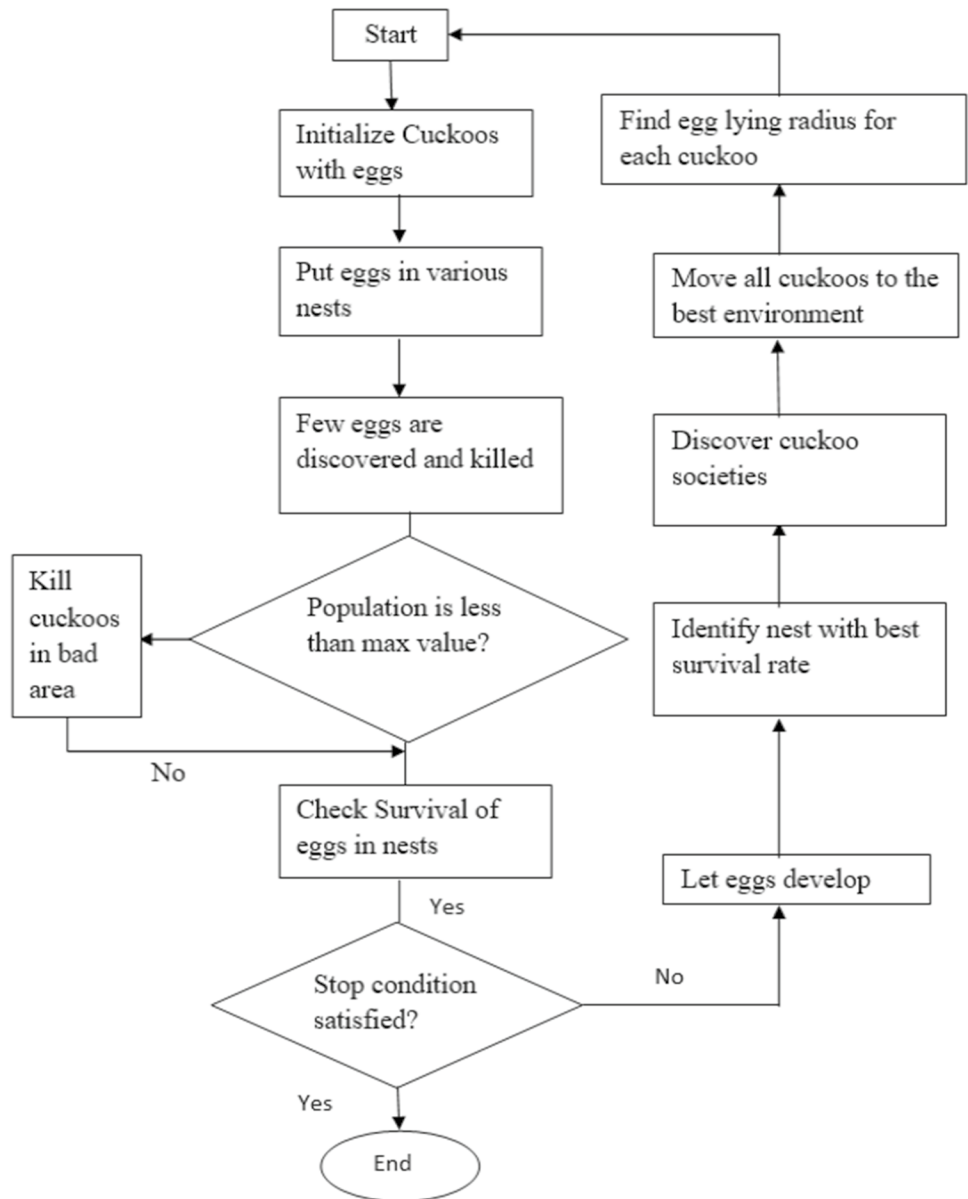 Start
Initialize Cuckoos
with eggs
Put eggs in various
nests
Few eggs are
discovered and killed
Population is less
than max value?
Kill
cuckoos
in bad
area
No
Check Survival of
eggs in nests
Yes
Stop condition
satisfied?
Yes
End
No
Let eggs develop
Identify nest with best
survival rate
Discover cuckoo
societies
Move all cuckoos to the
best environment
Find egg lying radius for
each cuckoo